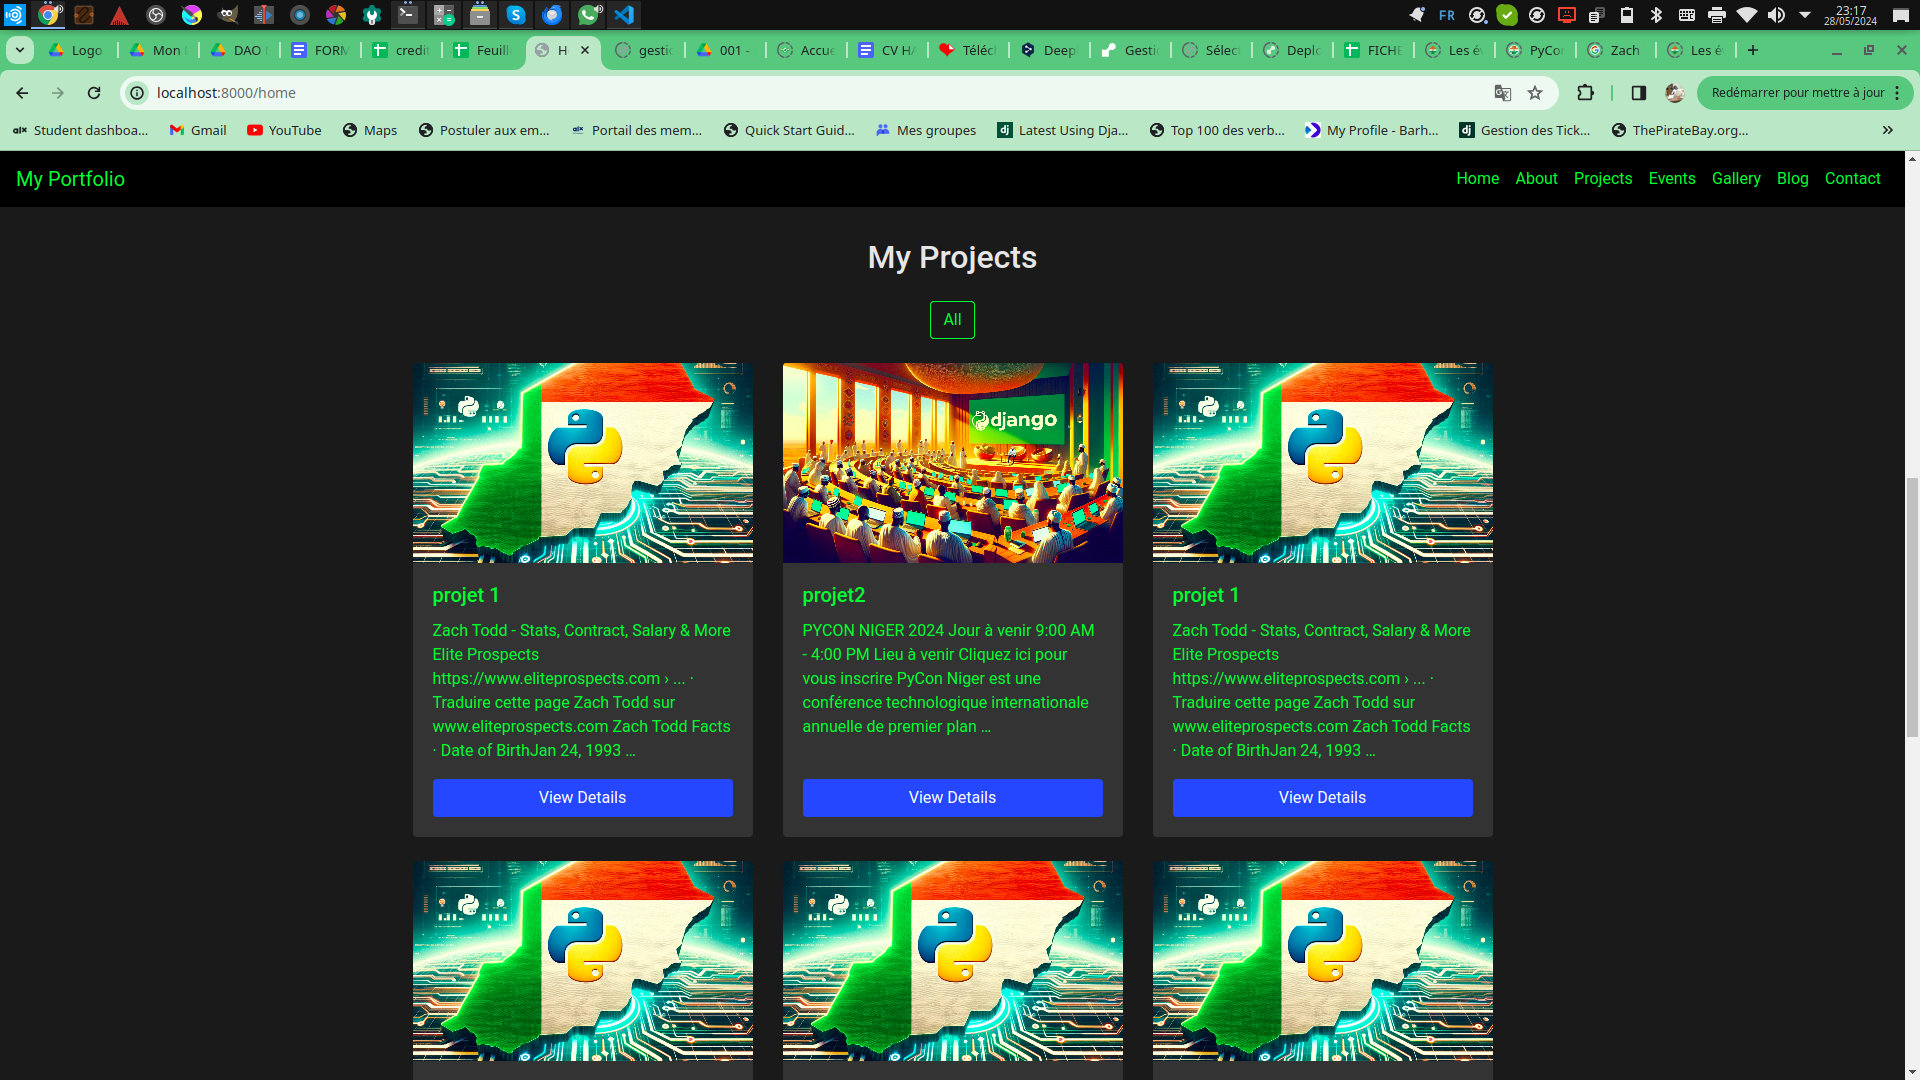 FR
23:17
28/05/2024
Logo
Mon
DAO
FORM
credit
Feuill
H
gestic
001 -
Accue
CV HA
Téléc
Deep
Gestic
Sélec
Deplo
FICHE
Les év
PyCon
Zach
Les év
localhost:8000/home
Redémarrer pour mettre à jour
Student dashboa...
Gmail
YouTube
Maps
Postuler aux em...
Portail des mem...
Quick Start Guid...
Mes groupes
Latest Using Dja...
Top 100 des verb...
My Profile - Barh...
Gestion des Tick...
ThePirateBay.org...
My Portfolio
Home
About
Projects
Events
Gallery
Blog
Contact
My Projects
All
django
projet 1
Zach Todd - Stats, Contract, Salary & More
Elite Prospects
https://www.eliteprospects.com › ... ·
Traduire cette page Zach Todd sur
www.eliteprospects.com Zach Todd Facts
· Date of BirthJan 24, 1993 …
View Details
projet2
PYCON NIGER 2024 Jour à venir 9:00 AM
- 4:00 PM Lieu à venir Cliquez ici pour
vous inscrire PyCon Niger est une
conférence technologique internationale
annuelle de premier plan …
View Details
projet 1
Zach Todd - Stats, Contract, Salary & More
Elite Prospects
https://www.eliteprospects.com › ... ·
Traduire cette page Zach Todd sur
www.eliteprospects.com Zach Todd Facts
· Date of BirthJan 24, 1993 …
View Details